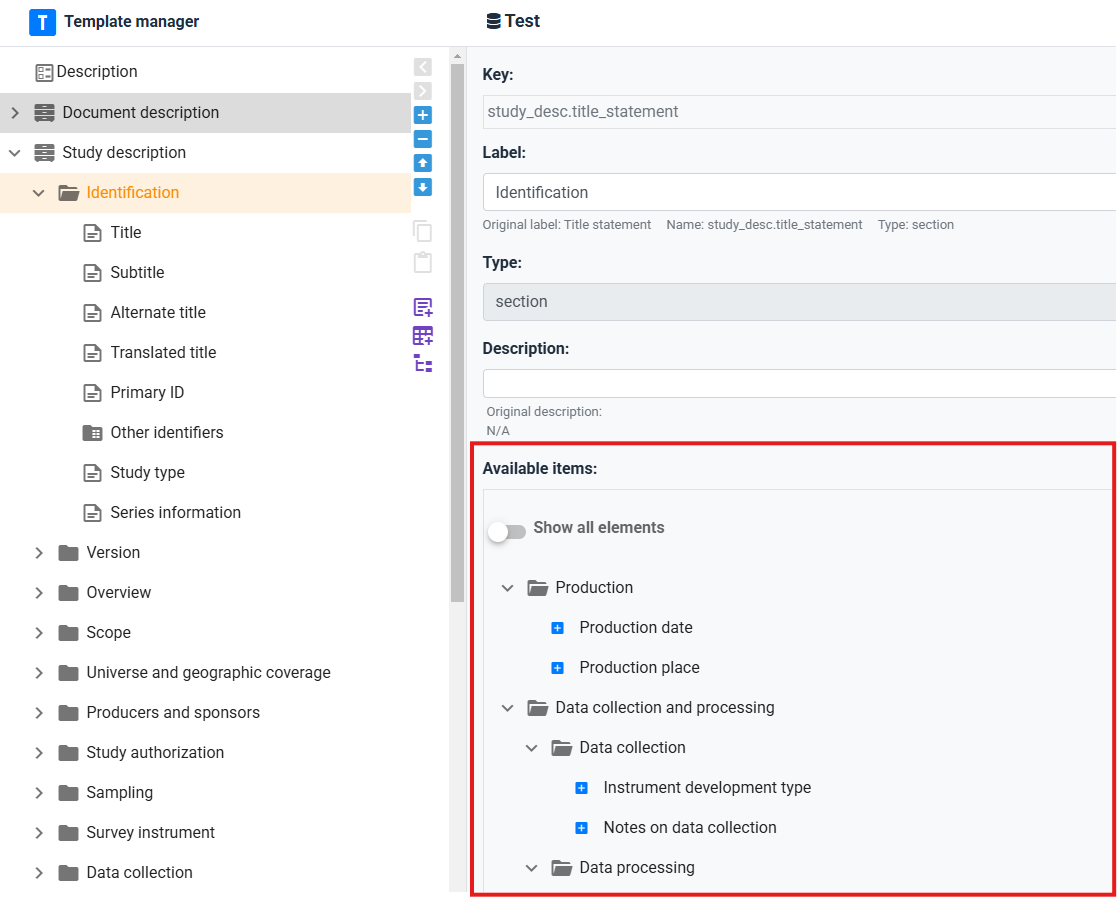 T Template manager
Test
Description
Document description
Study description
Identification
Title
Subtitle
Alternate title
Translated title
Primary ID
Other identifiers
Study type
Series information
Version
Overview
Scope
Universe and geographic coverage
Producers and sponsors
Study authorization
Sampling
Survey instrument
Data collection
Key:
study_desc.title_statement
Label:
Identification
Original label: Title statement Name: study_desc.title_statement Type: section
Type:
section
Description:
Original description:
N/A
Available items:
Show all elements
Production
Production date
Production place
Data collection and processing
Data collection
Instrument development type
Notes on data collection
Data processing